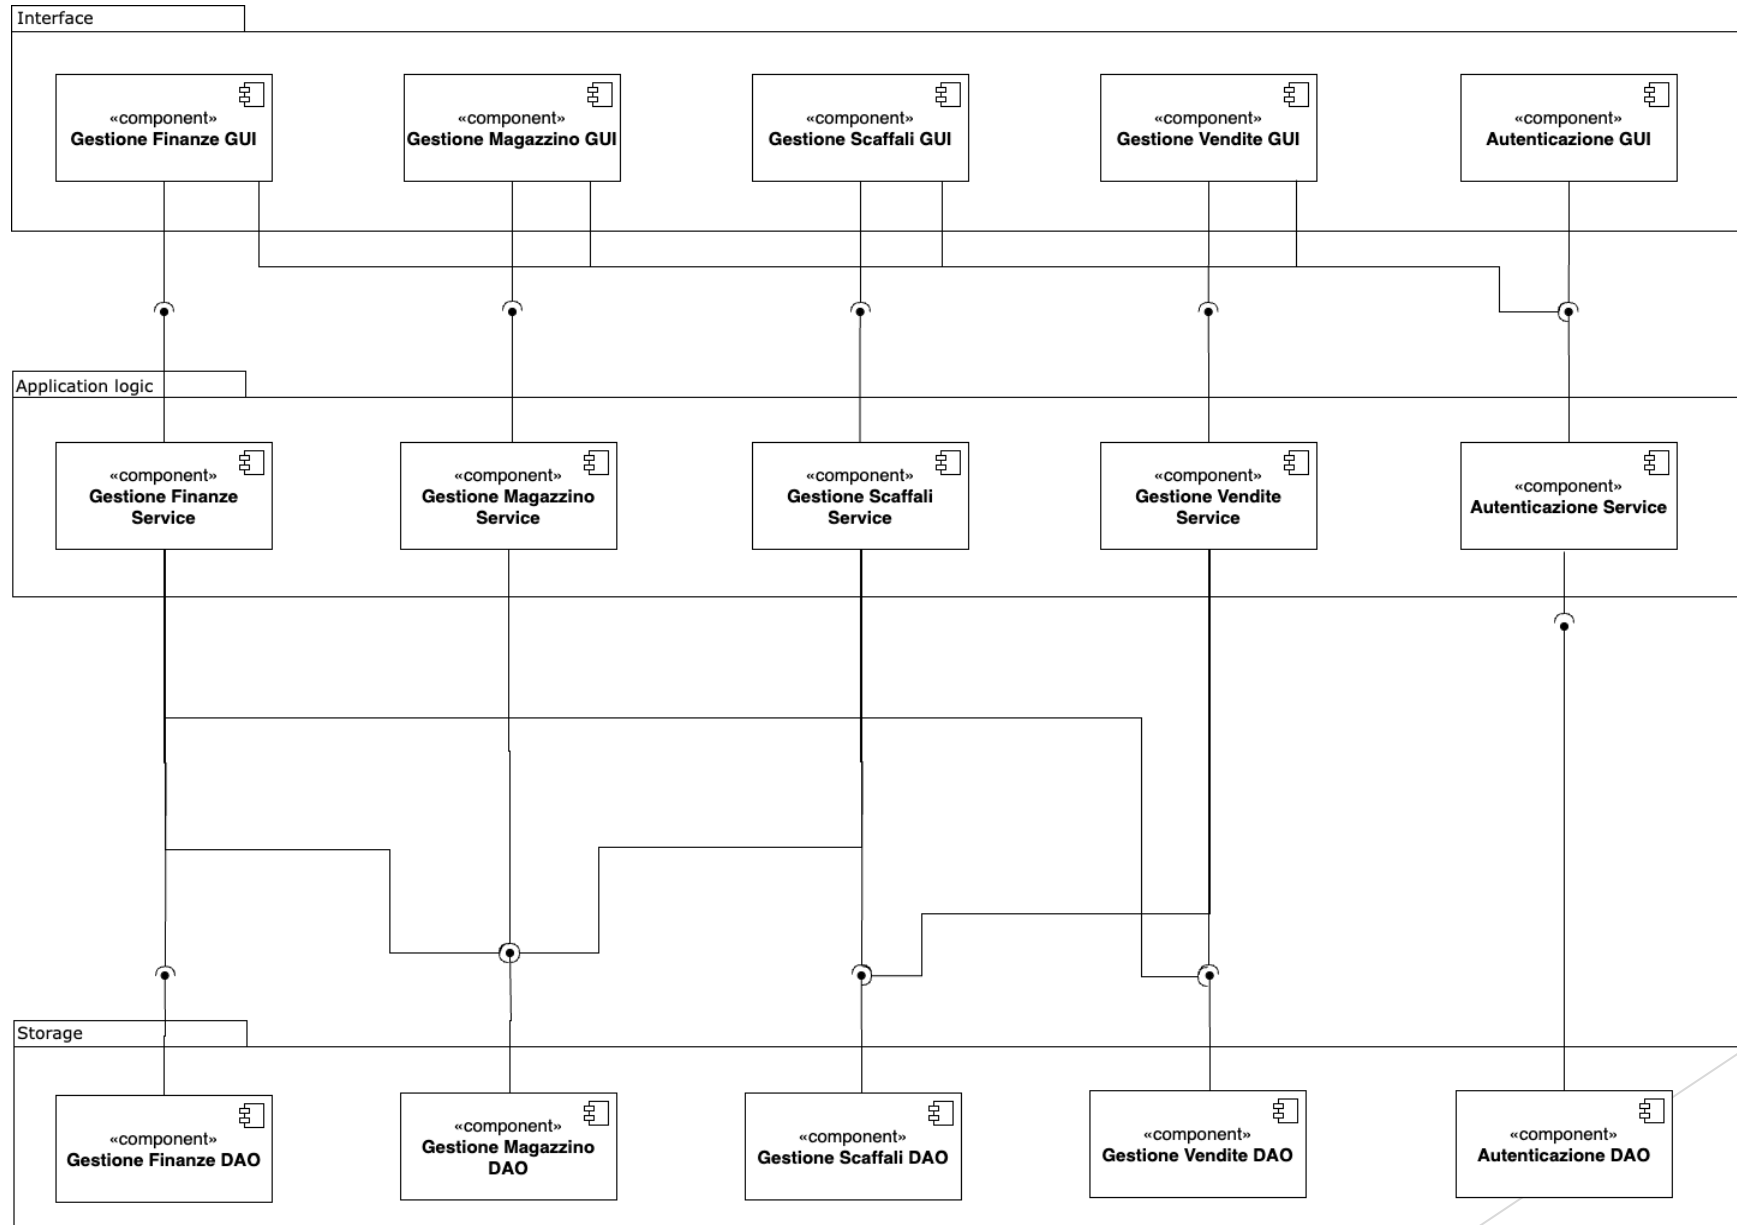 Interface
«component»
Gestione Finanze GUI
«component»
Gestione Magazzino GUI
«component»
Gestione Scaffali GUI
«component»
Gestione Vendite GUI
«component»
Autenticazione GUI
Application logic
«component»
Gestione Finanze
Service
«component»
Gestione Magazzino
Service
«component»
Gestione Scaffali
Service
«component»
Gestione Vendite
Service
«component»
Autenticazione Service
Storage
«component»
Gestione Finanze DAO
«component»
Gestione Magazzino
DAO
«component»
Gestione Scaffali DAO
«component»
Gestione Vendite DAO
«component»
Autenticazione DAO